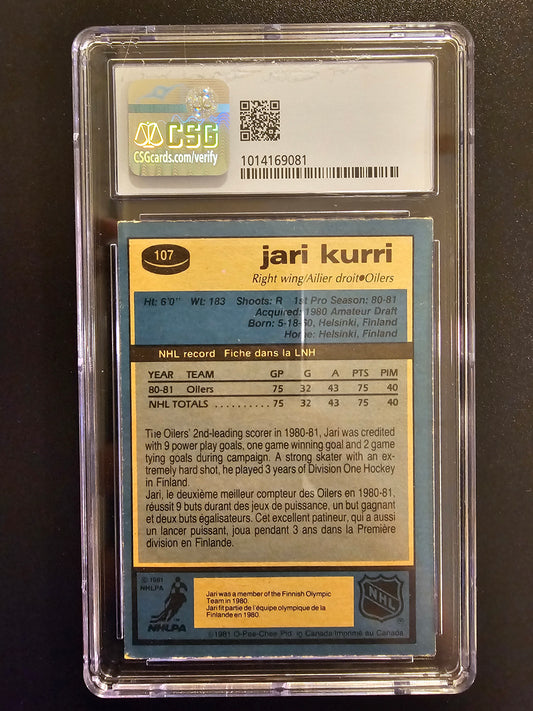 CSG
CSGcards.com/verify
1014169081
107
jari kurri
Right wing/Ailier droit•Oilers
Ht: 6'0" Wt: 183 Shoots: R 1st Pro Season: 80-81
Acquired: 1980 Amateur Draft
Born: 5-18-60, Helsinki, Finland
Home: Helsinki, Finland
NHL record Fiche dans la LNH
YEAR TEAM GP G A PTS PIM
80-81 Oilers 75 32 43 75 40
NHL TOTALS .......... 75 32 43 75 40
The Oilers' 2nd-leading scorer in 1980-81, Jari was credited
with 9 power play goals, one game winning goal and 2 game
tying goals during campaign. A strong skater with an ex-
tremely hard shot, he played 3 years of Division One Hockey
in Finland.
Jari, le deuxième meilleur compteur des Oilers en 1980-81,
réussit 9 buts durant des jeux de puissance, un but gagnant
et deux buts égalisateurs. Cet excellent patineur, qui a aussi
un lancer puissant, joua pendant 3 ans dans la Première
division en Finlande.
© 1981
NHLPA
NHLPA
Jari was a member of the Finnish Olympic
Team in 1980.
Jari fit partie de l'équipe olympique de la
Finlande en 1980.
NHL
©1981 O-Pee-Chee Ptd. in Canada Imprimé au Canada